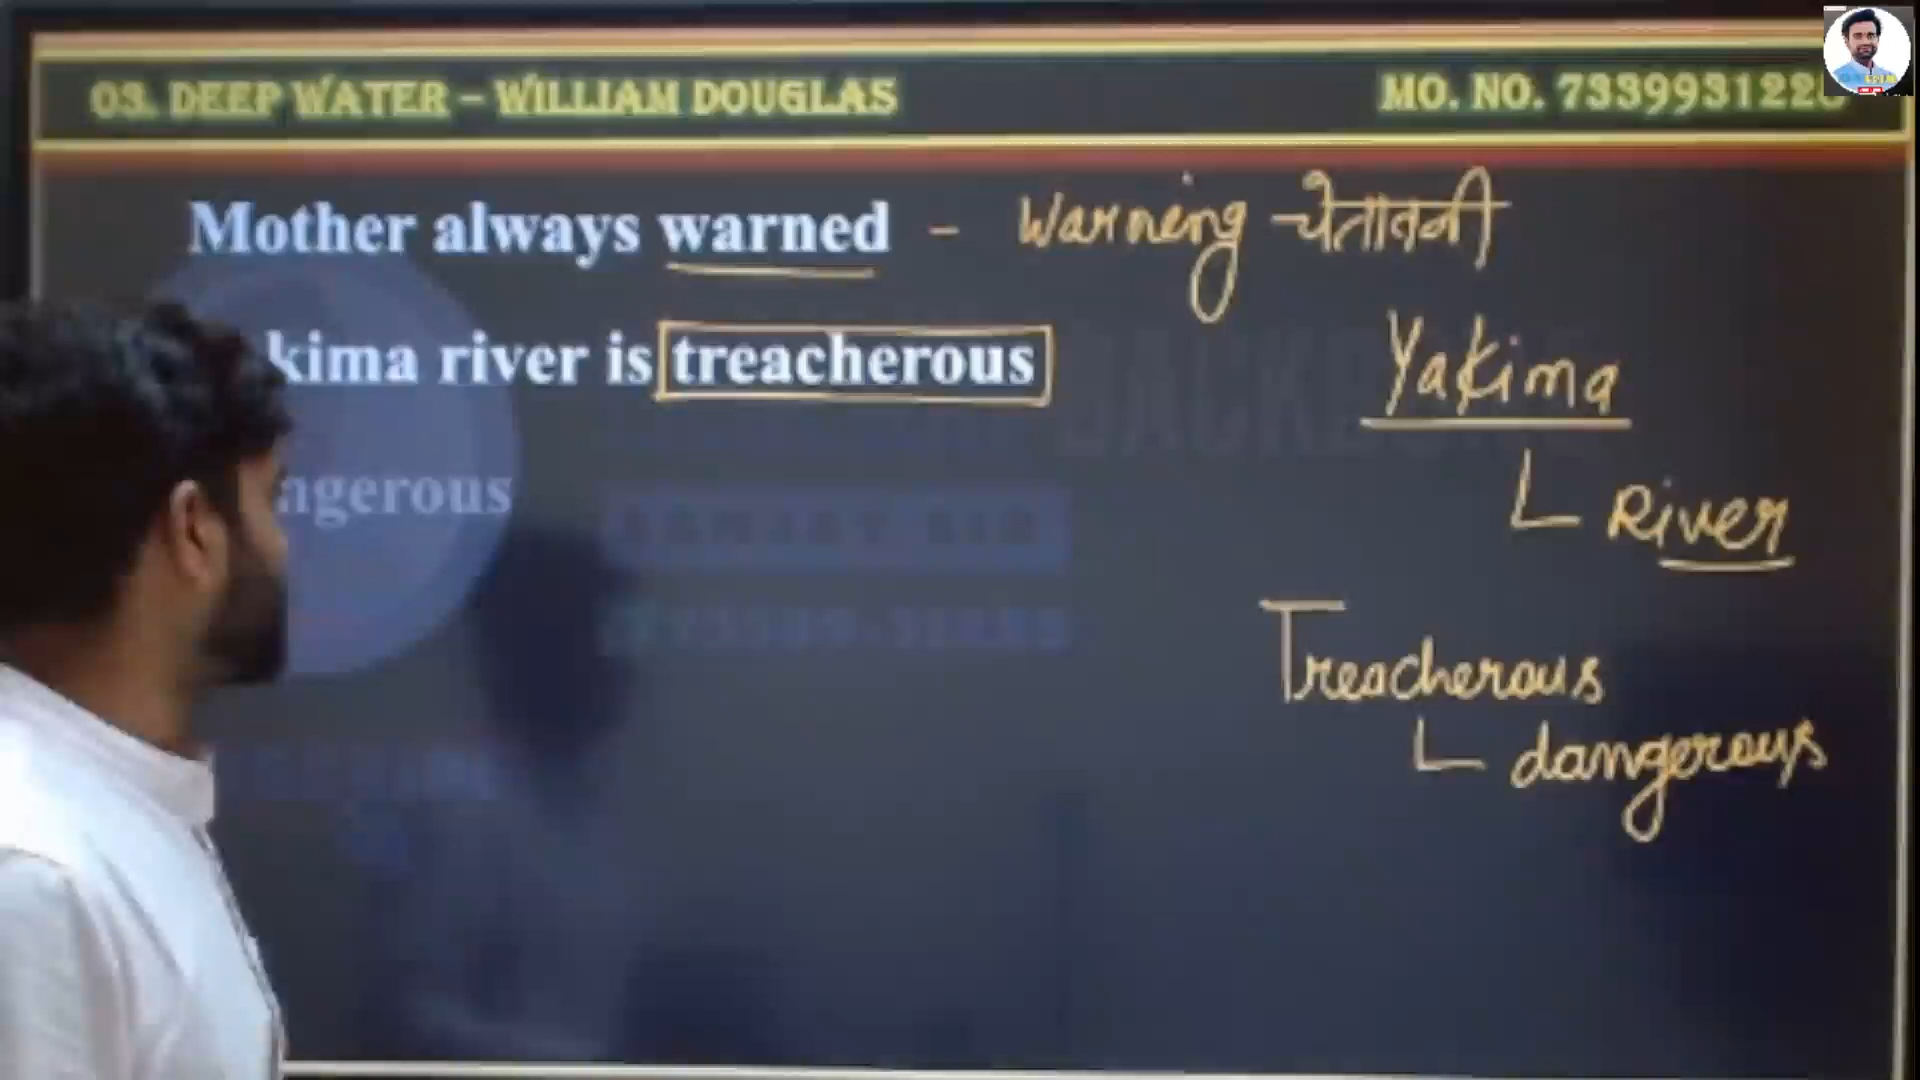 03. DEEP WATER – WILLIAM DOUGLAS
MO. NO. 7339931228
Mother always warned - Warning - चेतावनी
kima river is treacherous
Yakima
agerous
River
Treacherous
dangerous